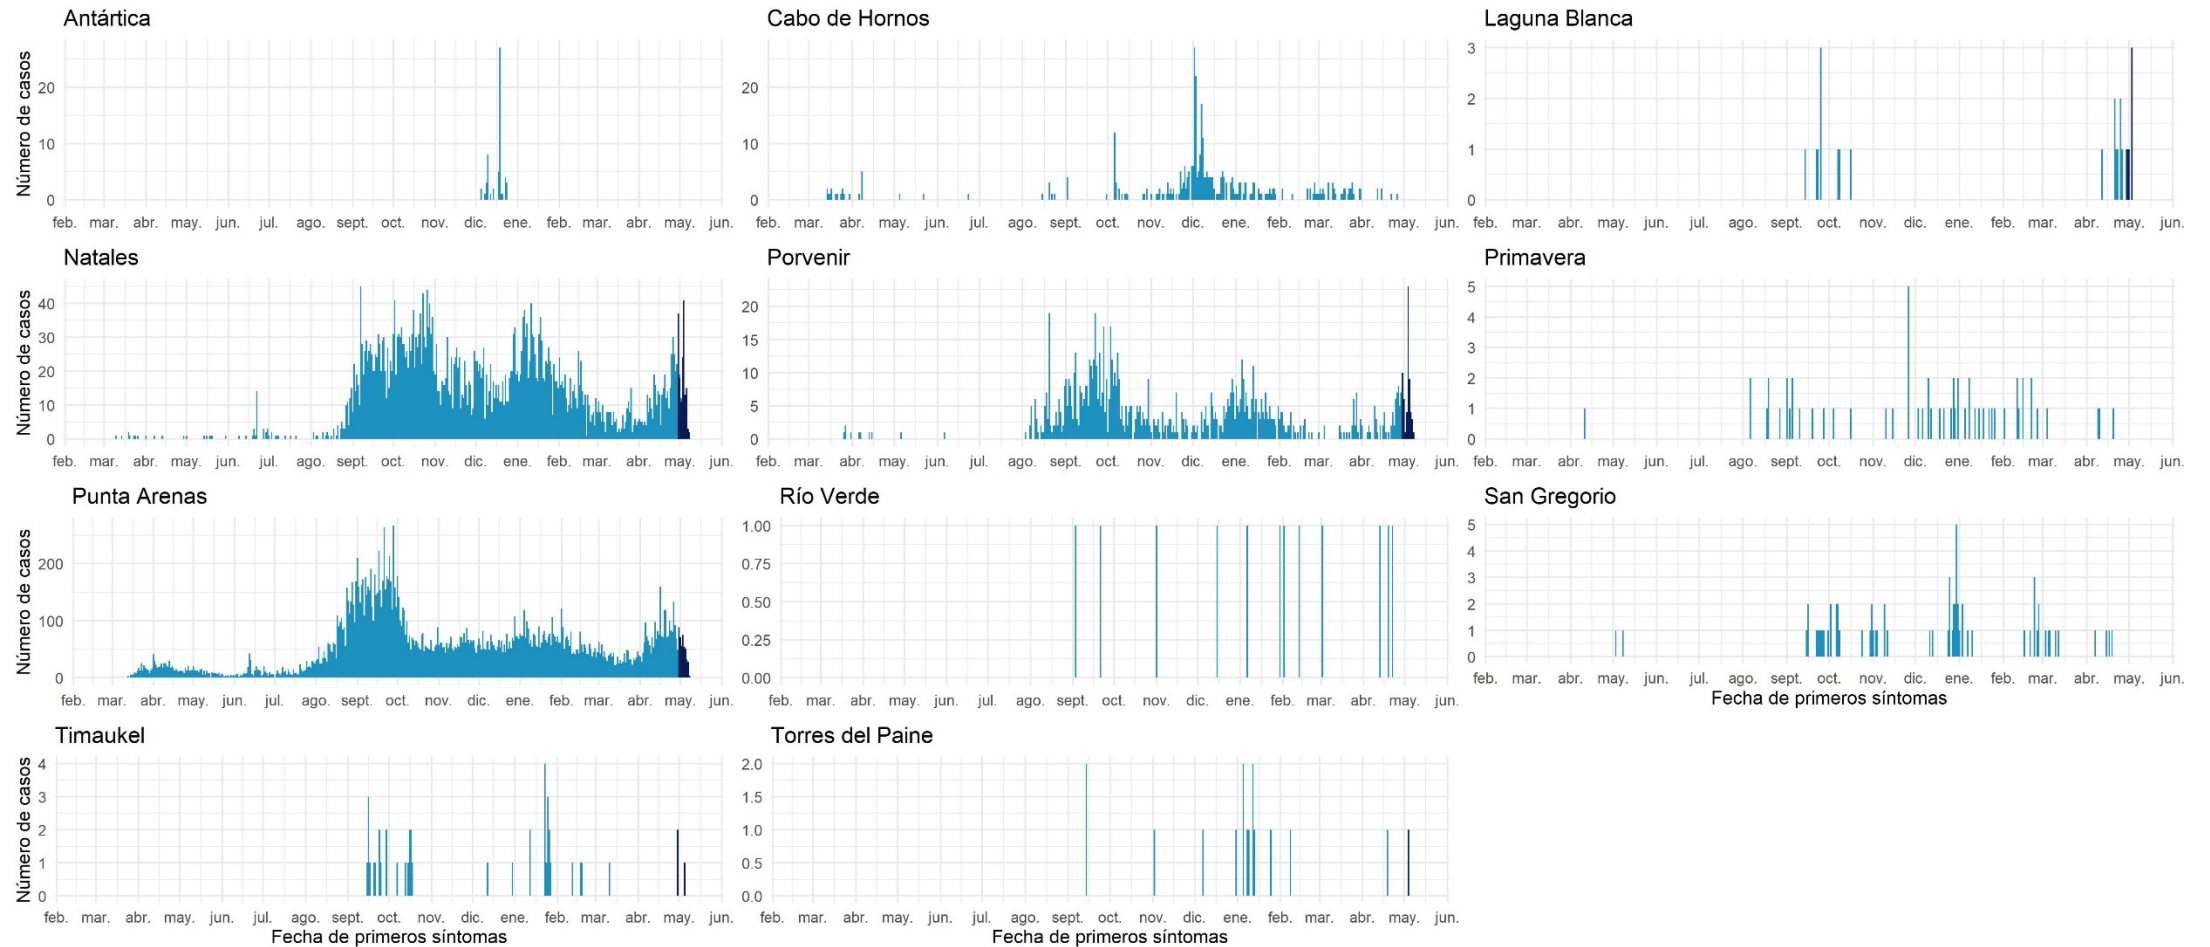 Antártica
Número de casos
20
10
0
feb. mar. abr. may. jun. jul. ago. sept. oct. nov. dic. ene. feb. mar. abr. may. jun.
Cabo de Hornos
20
10
0
feb. mar. abr. may. jun. jul. ago. sept. oct. nov. dic. ene. feb. mar. abr. may. jun.
Laguna Blanca
3
2
1
0
feb. mar. abr. may. jun. jul. ago. sept. oct. nov. dic. ene. feb. mar. abr. may. jun.
Natales
Número de casos
40
30
20
10
0
feb. mar. abr. may. jun. jul. ago. sept. oct. nov. dic. ene. feb. mar. abr. may. jun.
Porvenir
20
15
10
5
0
feb. mar. abr. may. jun. jul. ago. sept. oct. nov. dic. ene. feb. mar. abr. may. jun.
Primavera
5
4
3
2
1
0
feb. mar. abr. may. jun. jul. ago. sept. oct. nov. dic. ene. feb. mar. abr. may. jun.
Punta Arenas
Número de casos
200
100
0
feb. mar. abr. may. jun. jul. ago. sept. oct. nov. dic. ene. feb. mar. abr. may. jun.
Río Verde
1.00
0.75
0.50
0.25
0.00
feb. mar. abr. may. jun. jul. ago. sept. oct. nov. dic. ene. feb. mar. abr. may. jun.
San Gregorio
5
4
3
2
1
0
feb. mar. abr. may. jun. jul. ago. sept. oct. nov. dic. ene. feb. mar. abr. may. jun.
Fecha de primeros síntomas
Timaukel
Número de casos
4
3
2
1
0
feb. mar. abr. may. jun. jul. ago. sept. oct. nov. dic. ene. feb. mar. abr. may. jun.
Fecha de primeros síntomas
Torres del Paine
2.0
1.5
1.0
0.5
0.0
feb. mar. abr. may. jun. jul. ago. sept. oct. nov. dic. ene. feb. mar. abr. may. jun.
Fecha de primeros síntomas